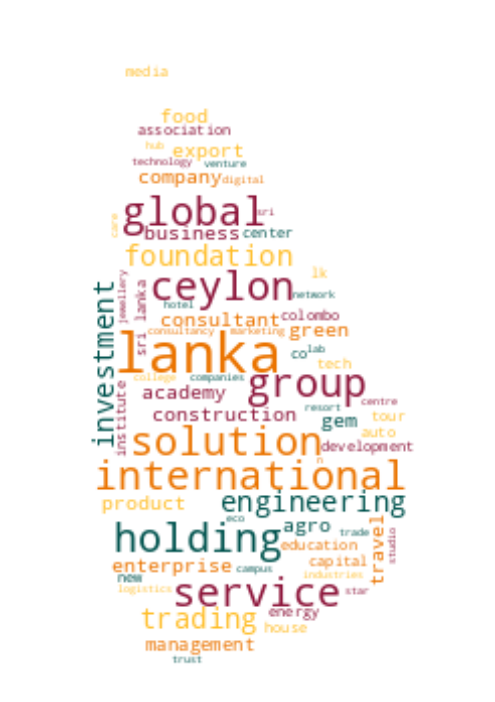 media
food
association
hub export
technology venture
company digital
global sri
care
business center
foundation
lk
ceylon
jewellery
network
hotel
sri lanka
consultant colombo
investment
consultancy marketing green
lanka
co lab
tech
college companies
group
academy
institute
centre
construction resort
gem tour
auto
solution development
n
international
product engineering
eco
holding agro trade
travel
studio
education
enterprise capital
campus
new industries
logistics service star
trading energy
house
management
trust